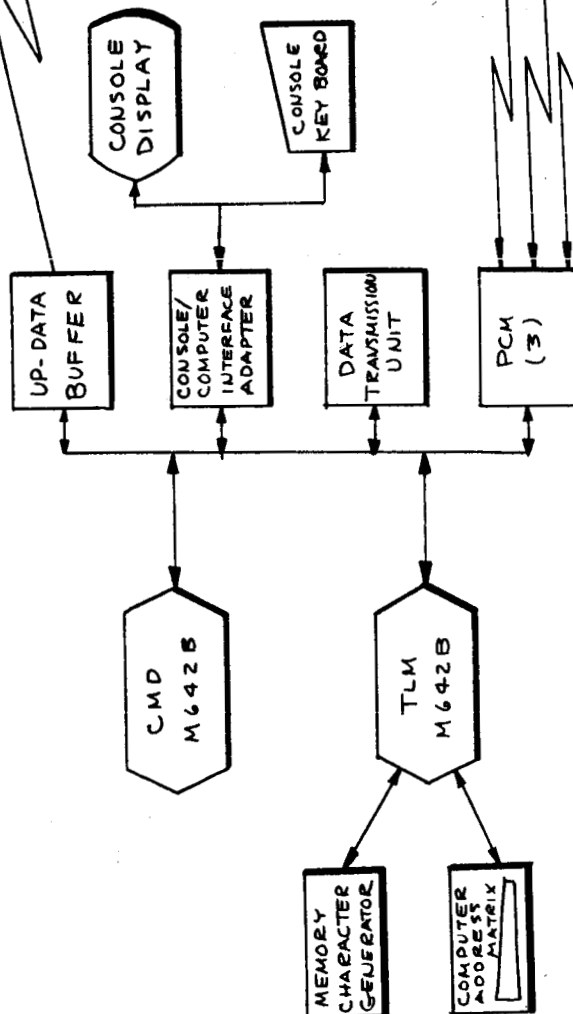 CONSOLE
DISPLAY
CONSOLE
KEY BOARD
UP-DATA
BUFFER
CONSOLE/
COMPUTER
INTERFACE
ADAPTER
DATA
TRANSMISSION
UNIT
PCM
(3)
CMD
M642B
TLM
M642B
MEMORY
CHARACTER
GENERATOR
COMPUTER
ADDRESS
MATRIX